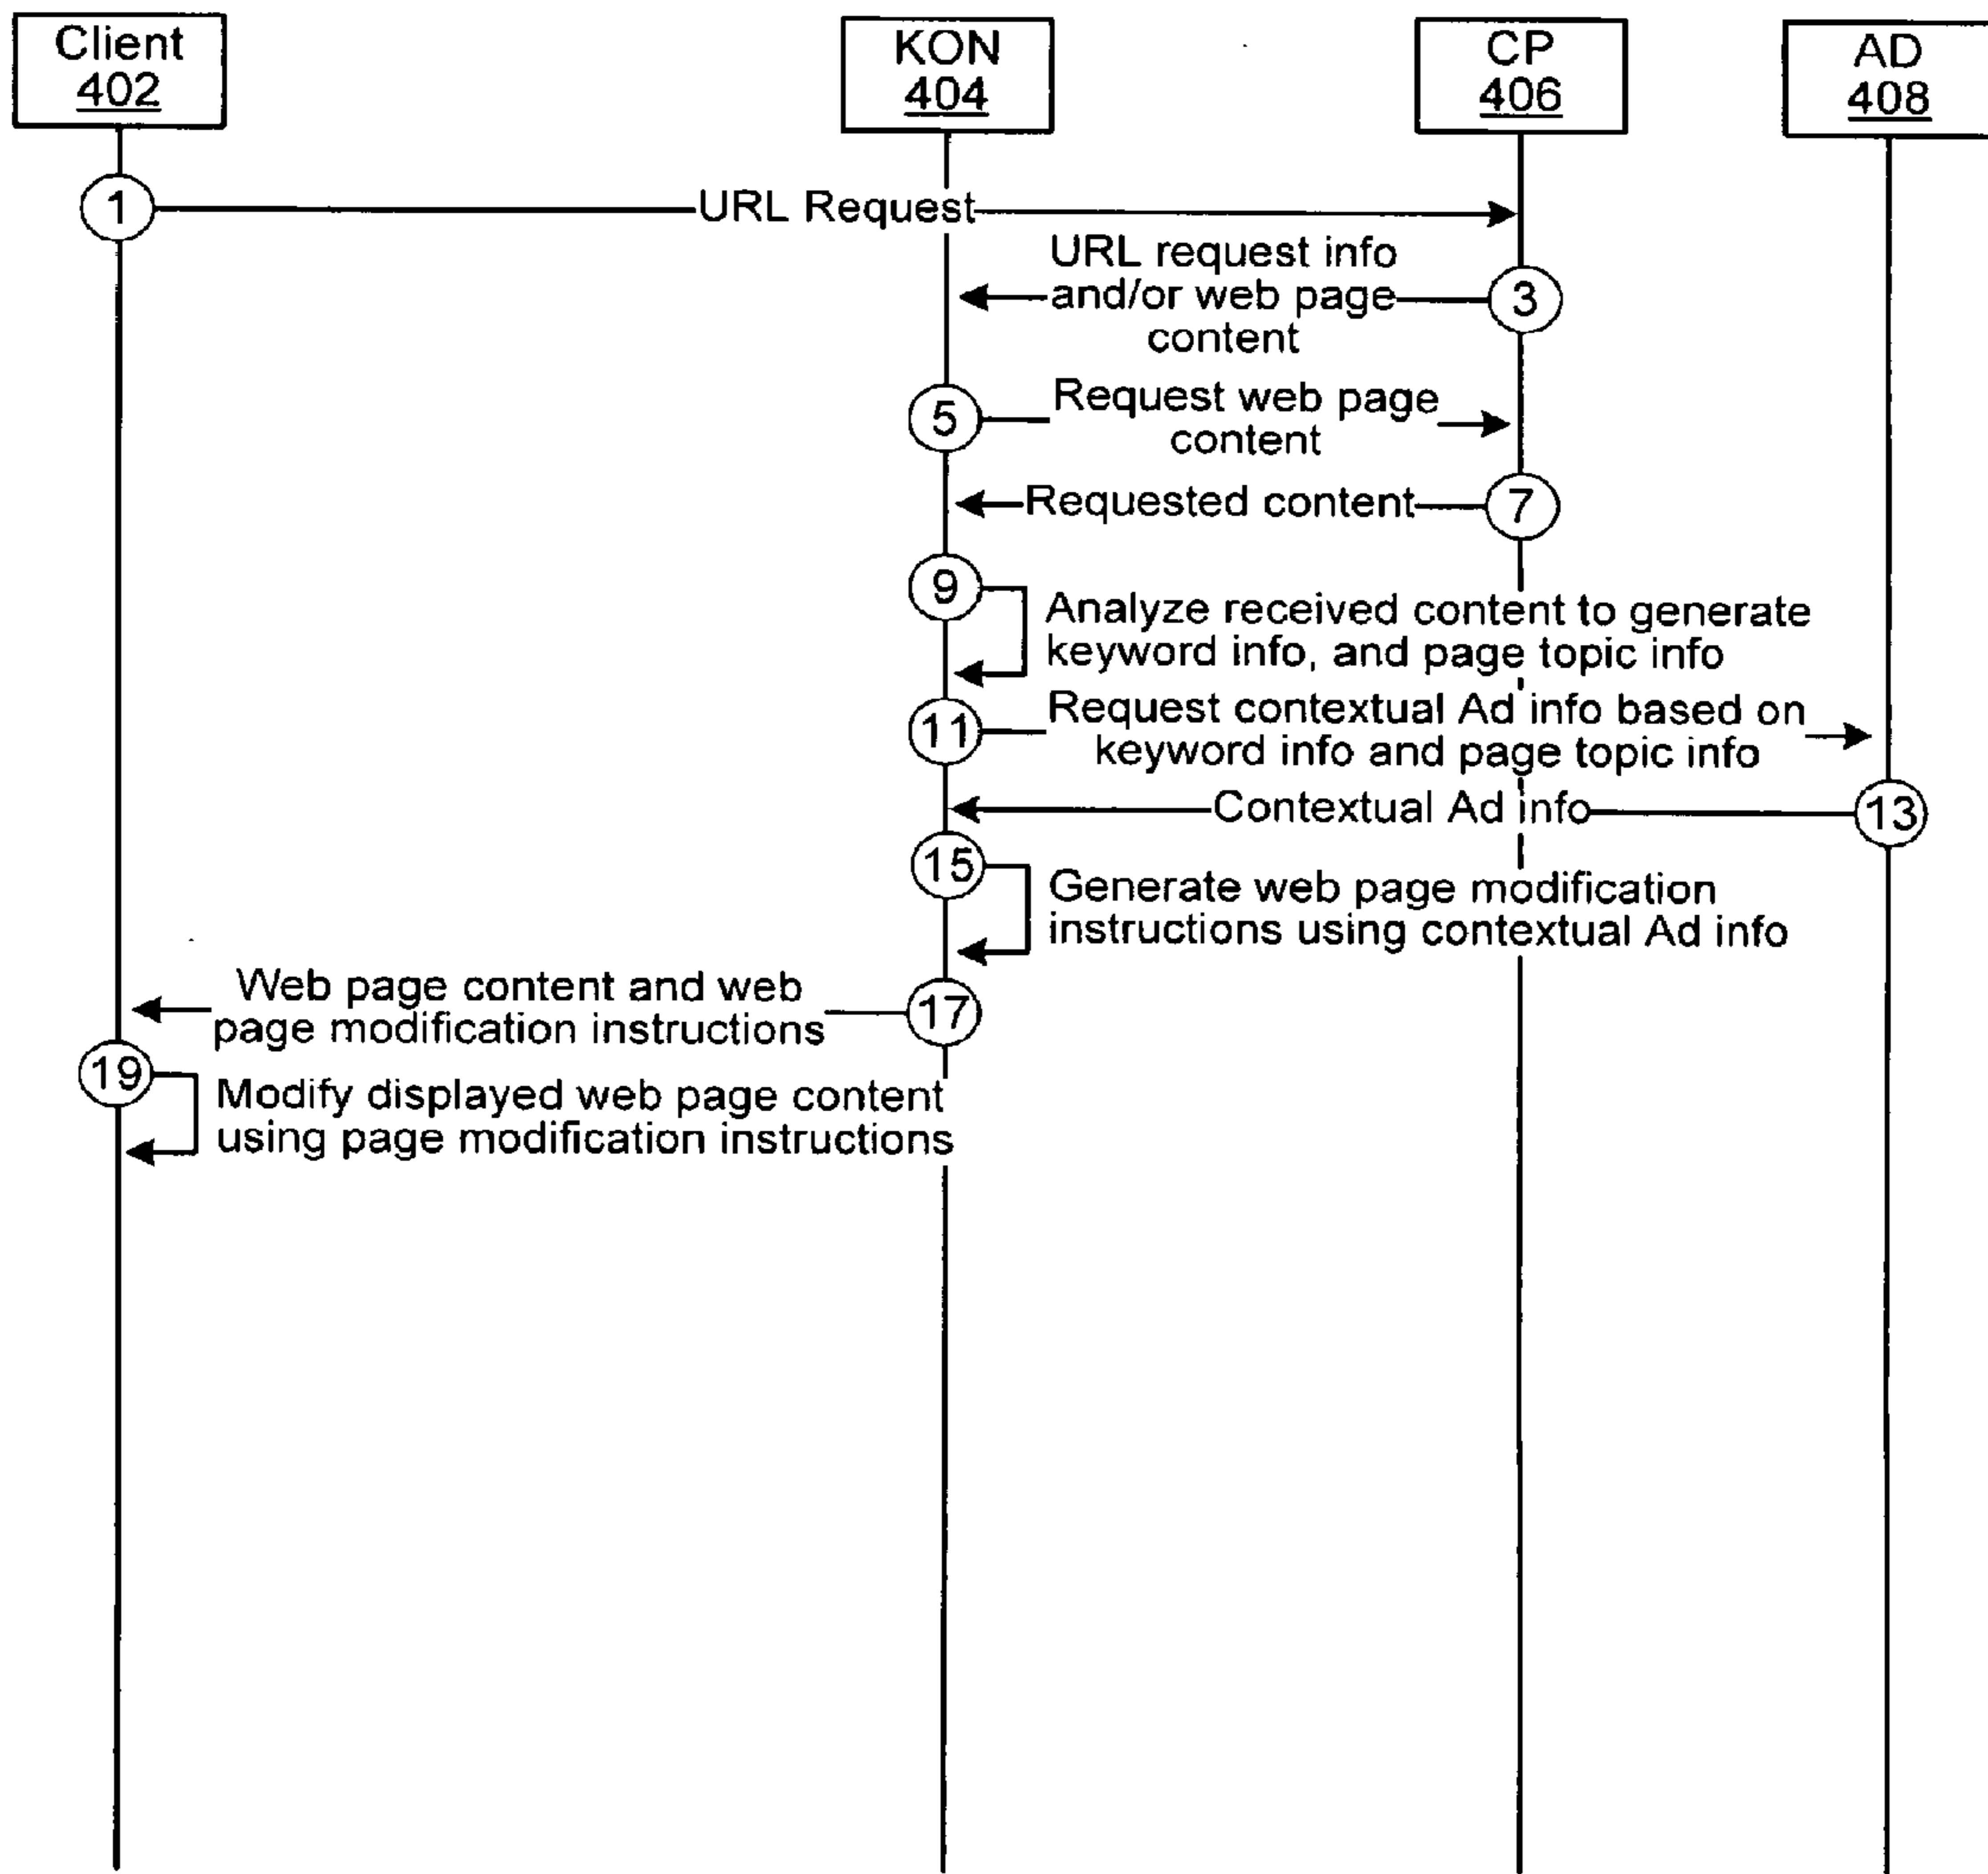 Client
402
KON
404
CP
406
AD
408
1
URL Request
URL request info
and/or web page
content
3
5
Request web page
content
Requested content
7
9
Analyze received content to generate
keyword info, and page topic info
11
Request contextual Ad info based on
keyword info and page topic info
Contextual Ad info
13
15
Generate web page modification
instructions using contextual Ad info
Web page content and web
page modification instructions
17
19
Modify displayed web page content
using page modification instructions